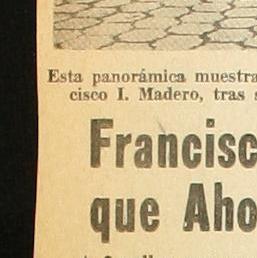 Esta panorámica muestra
cisco I. Madero, tras
Francisc
que Aho